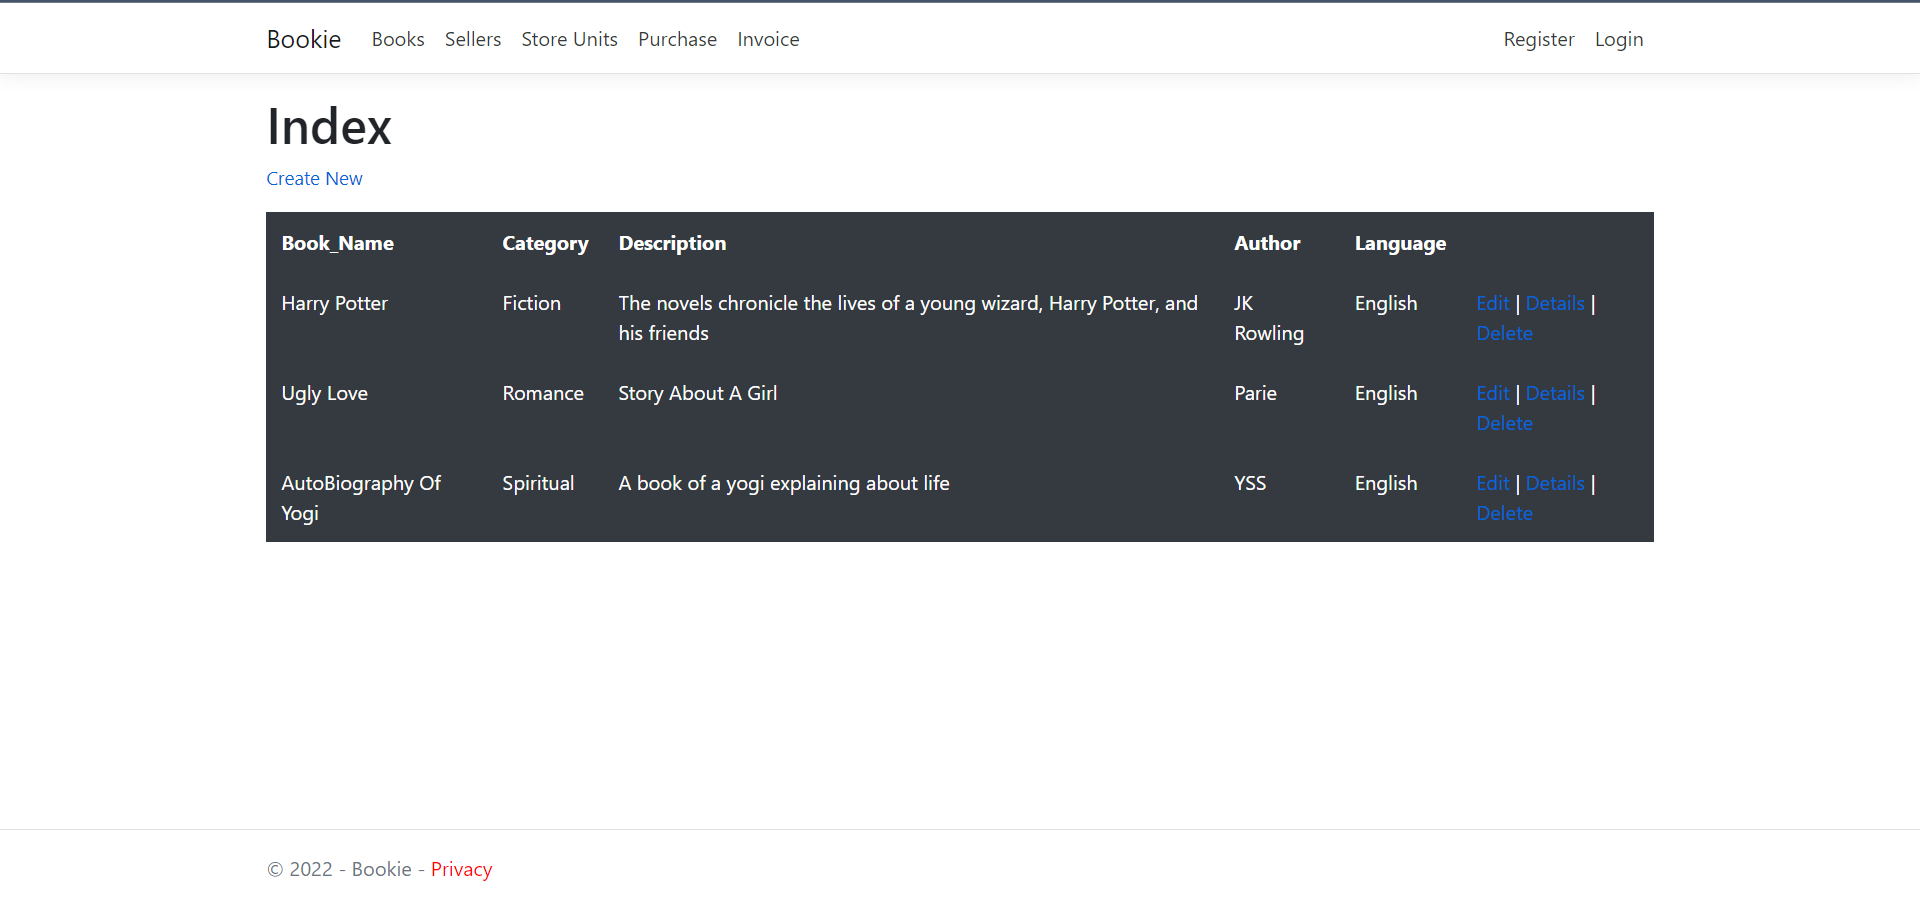 Bookie Books Sellers Store Units Purchase Invoice Register Login
Index
Create New
Book_Name Category Description Author Language
Harry Potter Fiction The novels chronicle the lives of a young wizard, Harry Potter, and JK English Edit | Details |
his friends Rowling Delete
Ugly Love Romance Story About A Girl Parie English Edit | Details |
Delete
AutoBiography Of Spiritual A book of a yogi explaining about life YSS English Edit | Details |
Yogi Delete
© 2022 - Bookie - Privacy